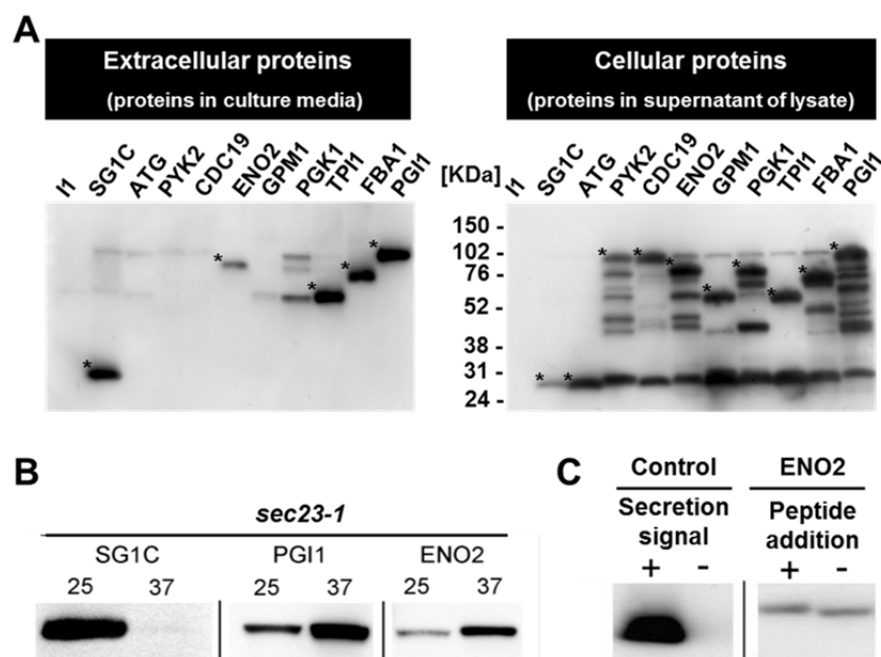 A
Extracellular proteins
(proteins in culture media)
Cellular proteins
(proteins in supernatant of lysate)
I1 SG1C ATG PYK2 CDC19 ENO2 GPM1 PGK1 TPI1 FBA1 PGI1
[KDa]
I1 SG1C ATG PYK2 CDC19 ENO2 GPM1 PGK1 TPI1 FBA1 PGI1
* * * * *
* * * * * * * * * *
150 -
102 -
76 -
52 -
38 -
31 -
24 -
B
sec23-1
SG1C PGI1 ENO2
25 37 25 37 25 37
C
Control ENO2
Secretion signal
Peptide addition
+ - + -